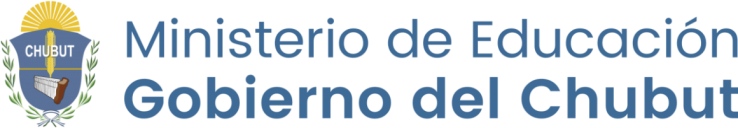 CHUBUT
Ministerio de Educación
Gobierno del Chubut